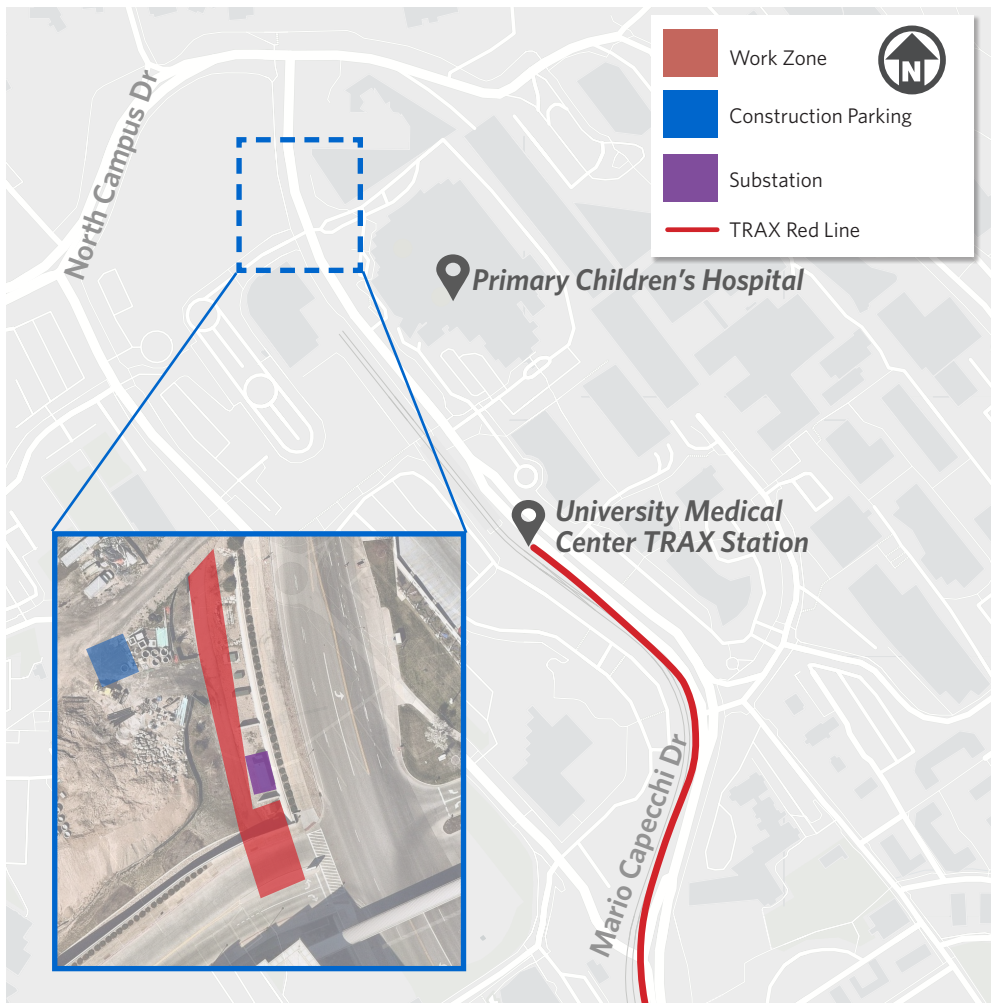 Work Zone
N
Construction Parking
Substation
TRAX Red Line
North Campus Dr
Primary Children's Hospital
University Medical
Center TRAX Station
Mario Capecchi Dr